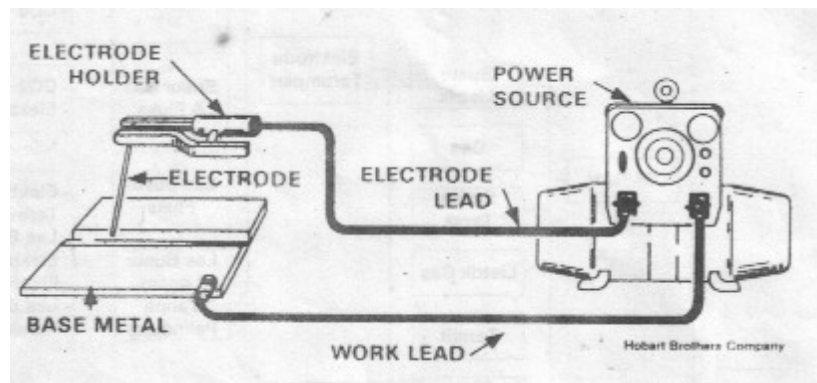 ELECTRODE
HOLDER
POWER
SOURCE
ELECTRODE
ELECTRODE
LEAD
BASE METAL
WORK LEAD
Hobart Brothers Company